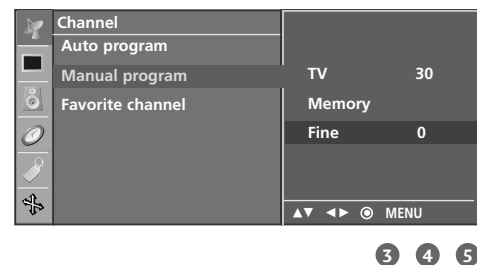 Channel
Auto program
Manual program
Favorite channel
TV 30
Memory
Fine 0
▲▼ ◄► ◉ MENU
3 4 5